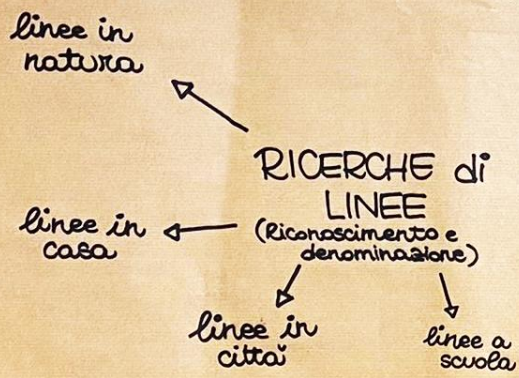 linee in
natura
RICERCHE di
LINEE
(Riconoscimento e
denominazione)
linee in
casa
linee in
città
linee a
scuola